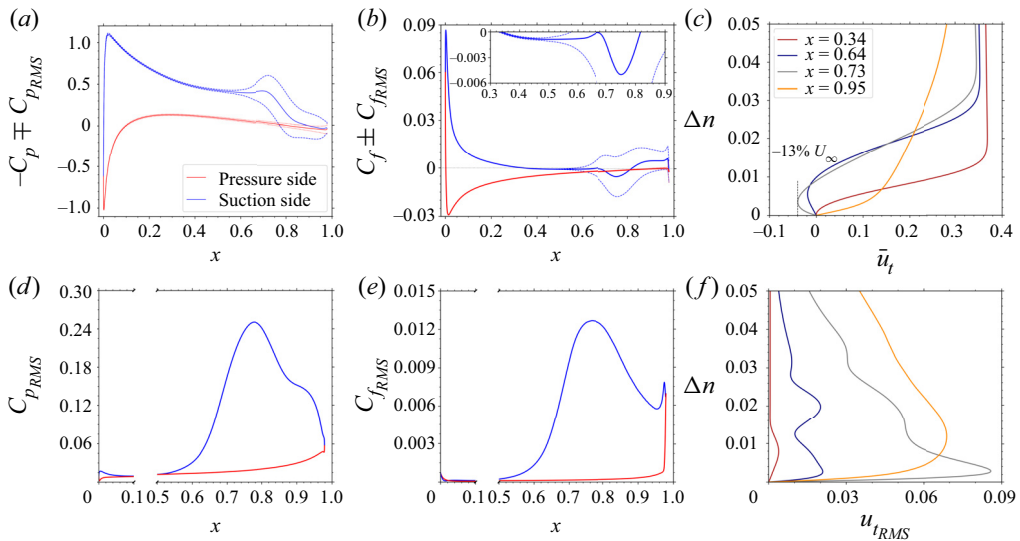 (a)
1.0
0.5
0
−0.5
−1.0
−C_p ∓ C_{p_{RMS}}
Pressure side
Suction side
0 0.2 0.4 0.6 0.8 1.0
x
(b)
0.09
0.06
0.03
0
−0.03
C_f ± C_{f_{RMS}}
0
−0.003
−0.006
0.3 0.4 0.5 0.6 0.7 0.8 0.9
0 0.2 0.4 0.6 0.8 1.0
x
(c)
0.05
0.04
0.03
0.02
0.01
0
Δn
x = 0.34
x = 0.64
x = 0.73
x = 0.95
−13% U_∞
−0.1 0 0.1 0.2 0.3 0.4
ū_t
(d)
0.30
0.24
0.18
0.12
0.06
C_{p_{RMS}}
0 0.1 0.5 0.6 0.7 0.8 0.9 1.0
x
(e)
0.015
0.012
0.009
0.006
0.003
C_{f_{RMS}}
0 0.1 0.5 0.6 0.7 0.8 0.9 1.0
x
(f)
0.05
0.04
0.03
0.02
0.01
Δn
0 0.03 0.06 0.09
u_{t_{RMS}}